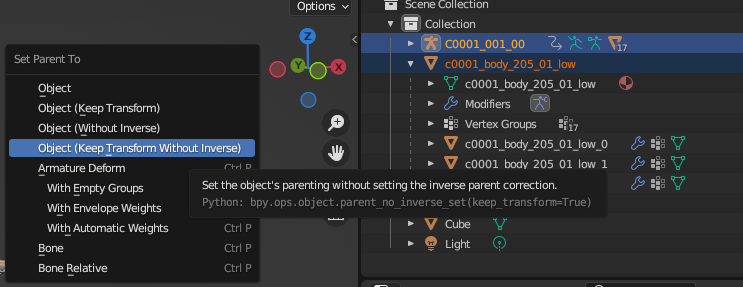 Options
Scene Collection
Collection
C0001_001_00
17
c0001_body_205_01_low
c0001_body_205_01_low
Modifiers
Vertex Groups
17
c0001_body_205_01_low_0
c0001_body_205_01_low_1
Cube
Light
Z
Y
X
Set Parent To
Object
Object (Keep Transform)
Object (Without Inverse)
Object (Keep Transform Without Inverse)
Armature Deform Ctrl P
With Empty Groups
With Envelope Weights
With Automatic Weights Ctrl P
Bone Ctrl P
Bone Relative Ctrl P
Set the object's parenting without setting the inverse parent correction.
Python: bpy.ops.object.parent_no_inverse_set(keep_transform=True)